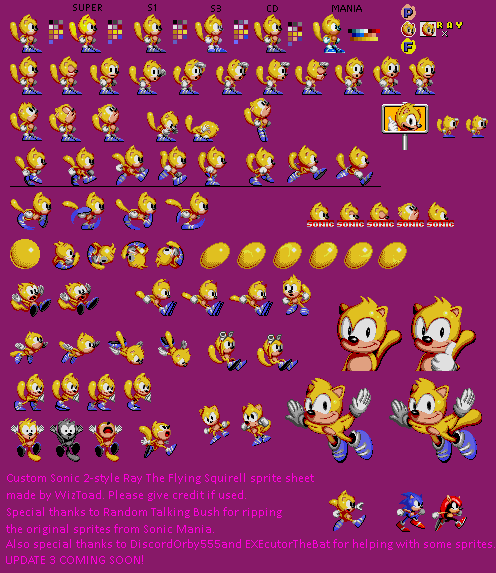 SUPER S1 S3 CD MANIA
P
RAY
x
F
SONIC SONIC SONIC SONIC SONIC
Custom Sonic 2-style Ray The Flying Squirell sprite sheet
made by WizToad. Please give credit if used.
Special thanks to Random Talking Bush for ripping
the original sprites from Sonic Mania.
Also special thanks to DiscordOrby555and EXEcutorTheBat for helping with some sprites
UPDATE 3 COMING SOON!